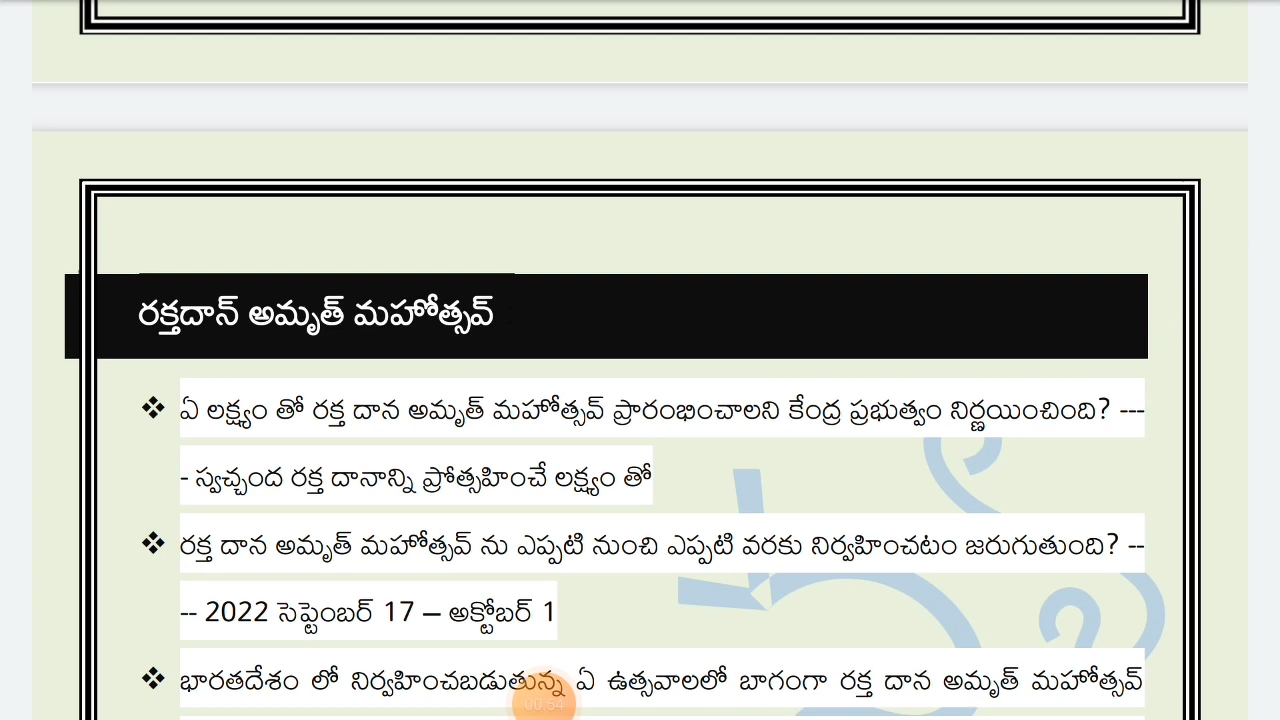 రక్తదాన్ అమృత్ మహోత్సవ్
❖ ఏ లక్ష్యం తో రక్త దాన అమృత్ మహోత్సవ్ ప్రారంభించాలని కేంద్ర ప్రభుత్వం నిర్ణయించింది? ---
- స్వచ్చంద రక్త దానాన్ని ప్రోత్సహించే లక్ష్యం తో
❖ రక్త దాన అమృత్ మహోత్సవ్ ను ఎప్పటి నుంచి ఎప్పటి వరకు నిర్వహించటం జరుగుతుంది? --
-- 2022 సెప్టెంబర్ 17 – అక్టోబర్ 1
❖ భారతదేశం లో నిర్వహించబడుతున్న ఏ ఉత్సవాలలో బాగంగా రక్త దాన అమృత్ మహోత్సవ్
00:54